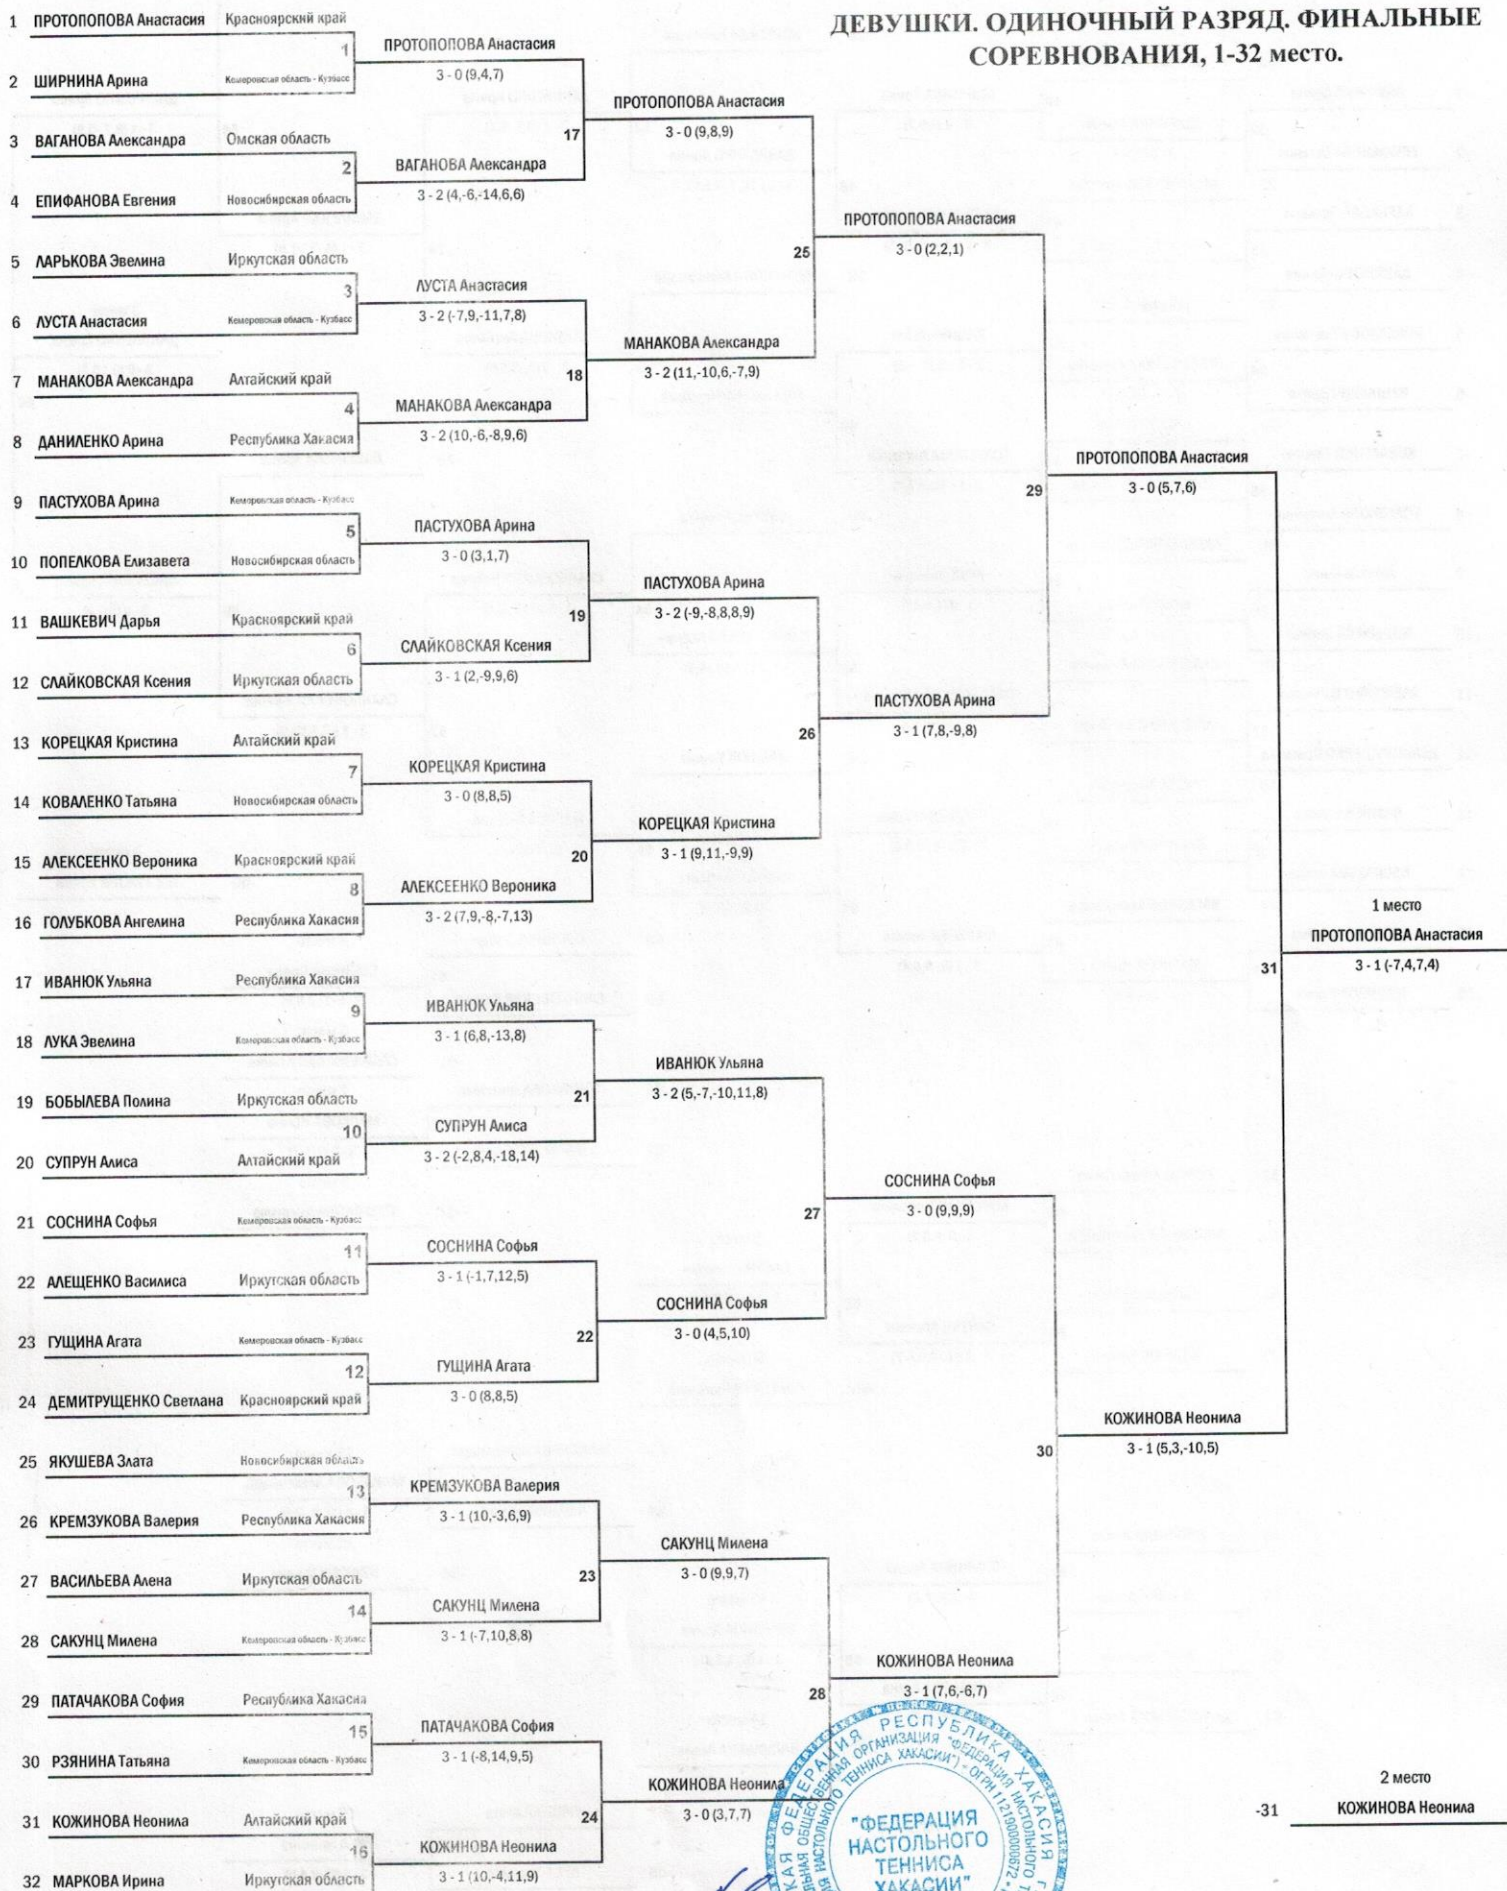 ДЕВУШКИ. ОДИНОЧНЫЙ РАЗРЯД. ФИНАЛЬНЫЕ
СОРЕВНОВАНИЯ, 1-32 место.
1 ПРОТОПОПОВА Анастасия Красноярский край
1
2 ШИРНИНА Арина Кемеровская область - Кузбасс
3 ВАГАНОВА Александра Омская область
2
4 ЕПИФАНОВА Евгения Новосибирская область
5 ЛАРЬКОВА Эвелина Иркутская область
3
6 ЛУСТА Анастасия Кемеровская область - Кузбасс
7 МАНАКОВА Александра Алтайский край
4
8 ДАНИЛЕНКО Арина Республика Хакасия
9 ПАСТУХОВА Арина Кемеровская область - Кузбасс
5
10 ПОПЕЛКОВА Елизавета Новосибирская область
11 ВАШКЕВИЧ Дарья Красноярский край
6
12 СЛАЙКОВСКАЯ Ксения Иркутская область
13 КОРЕЦКАЯ Кристина Алтайский край
7
14 КОВАЛЕНКО Татьяна Новосибирская область
15 АЛЕКСЕЕНКО Вероника Красноярский край
8
16 ГОЛУБКОВА Ангелина Республика Хакасия
17 ИВАНЮК Ульяна Республика Хакасия
9
18 ЛУКА Эвелина Кемеровская область - Кузбасс
19 БОБЫЛЕВА Полина Иркутская область
10
20 СУПРУН Алиса Алтайский край
21 СОСНИНА Софья Кемеровская область - Кузбасс
11
22 АЛЕЩЕНКО Василиса Иркутская область
23 ГУЩИНА Агата Кемеровская область - Кузбасс
12
24 ДЕМИТРУЩЕНКО Светлана Красноярский край
25 ЯКУШЕВА Злата Новосибирская область
13
26 КРЕМЗУКОВА Валерия Республика Хакасия
27 ВАСИЛЬЕВА Алена Иркутская область
14
28 САКУНЦ Милена Кемеровская область - Кузбасс
29 ПАТАЧАКОВА София Республика Хакасия
15
30 РЗЯНИНА Татьяна Кемеровская область - Кузбасс
31 КОЖИНОВА Неонила Алтайский край
16
32 МАРКОВА Ирина Иркутская область
ПРОТОПОПОВА Анастасия
3 - 0 (9,4,7)
17
ВАГАНОВА Александра
3 - 2 (4,-6,-14,6,6)
ЛУСТА Анастасия
3 - 2 (-7,9,-11,7,8)
18
МАНАКОВА Александра
3 - 2 (10,-6,-8,9,6)
ПАСТУХОВА Арина
3 - 0 (3,1,7)
19
СЛАЙКОВСКАЯ Ксения
3 - 1 (2,-9,9,6)
КОРЕЦКАЯ Кристина
3 - 0 (8,8,5)
20
АЛЕКСЕЕНКО Вероника
3 - 2 (7,9,-8,-7,13)
ИВАНЮК Ульяна
3 - 1 (6,8,-13,8)
21
СУПРУН Алиса
3 - 2 (-2,8,4,-18,14)
СОСНИНА Софья
3 - 1 (-1,7,12,5)
22
ГУЩИНА Агата
3 - 0 (8,8,5)
КРЕМЗУКОВА Валерия
3 - 1 (10,-3,6,9)
23
САКУНЦ Милена
3 - 1 (-7,10,8,8)
ПАТАЧАКОВА София
3 - 1 (-8,14,9,5)
24
КОЖИНОВА Неонила
3 - 1 (10,-4,11,9)
ПРОТОПОПОВА Анастасия
3 - 0 (9,8,9)
25
МАНАКОВА Александра
3 - 2 (11,-10,6,-7,9)
ПАСТУХОВА Арина
3 - 2 (-9,-8,8,8,9)
26
КОРЕЦКАЯ Кристина
3 - 1 (9,11,-9,9)
ИВАНЮК Ульяна
3 - 2 (5,-7,-10,11,8)
27
СОСНИНА Софья
3 - 0 (4,5,10)
САКУНЦ Милена
3 - 0 (9,9,7)
28
КОЖИНОВА Неонила
3 - 0 (3,7,7)
ПРОТОПОПОВА Анастасия
3 - 0 (2,2,1)
29
ПАСТУХОВА Арина
3 - 1 (7,8,-9,8)
СОСНИНА Софья
3 - 0 (9,9,9)
30
КОЖИНОВА Неонила
3 - 1 (7,6,-6,7)
ПРОТОПОПОВА Анастасия
3 - 0 (5,7,6)
31
КОЖИНОВА Неонила
3 - 1 (5,3,-10,5)
1 место
ПРОТОПОПОВА Анастасия
3 - 1 (-7,4,7,4)
2 место
-31 КОЖИНОВА Неонила
ФЕДЕРАЦИЯ РЕСПУБЛИКА ХАКАСИЯ
ОБЩЕСТВЕННАЯ ОРГАНИЗАЦИЯ "ФЕДЕРАЦИЯ НАСТОЛЬНОГО
НАСТОЛЬНОГО ТЕННИСА ХАКАСИИ")
"ФЕДЕРАЦИЯ
НАСТОЛЬНОГО
ТЕННИСА
ХАКАСИИ"